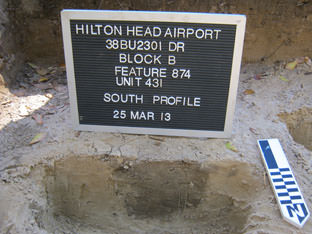 HILTON HEAD AIRPORT
38BU2301 DR
BLOCK B
FEATURE 874
UNIT 431
SOUTH PROFILE
25 MAR 13